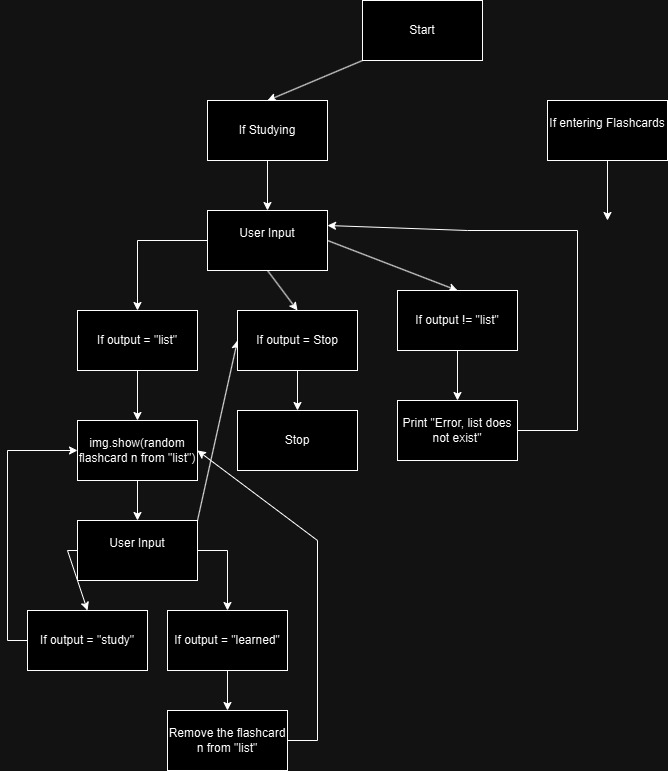 Start
If Studying
If entering Flashcards
User Input
If output = "list"
If output = Stop
If output != "list"
img.show(random
flashcard n from "list")
Stop
Print "Error, list does
not exist"
User Input
If output = "study"
If output = "learned"
Remove the flashcard
n from "list"